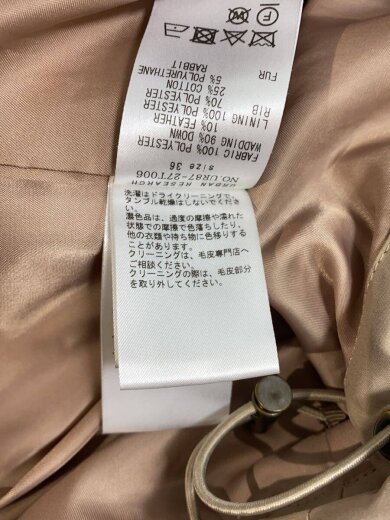 URBAN RESEARCH
NO.UR87-27T006
SIZE 36
FABRIC 100% POLYESTER
WADDING 90% DOWN
10% FEATHER
LINING 100% POLYESTER
RIB 70% POLYESTER
25% COTTON
5% POLYURETHANE
FUR RABBIT
W
F
洗濯はドライクリーニングで、
タンブル乾燥はしないでくださ
い。
濃色品は、過度の摩擦や濡れた
状態での摩擦で色落ちしたり、
他の衣類や持ち物に色移りする
ことがあります。
クリーニングは、毛皮専門店へ
ご相談ください。
クリーニングの際は、毛皮部分
を取り外してください。